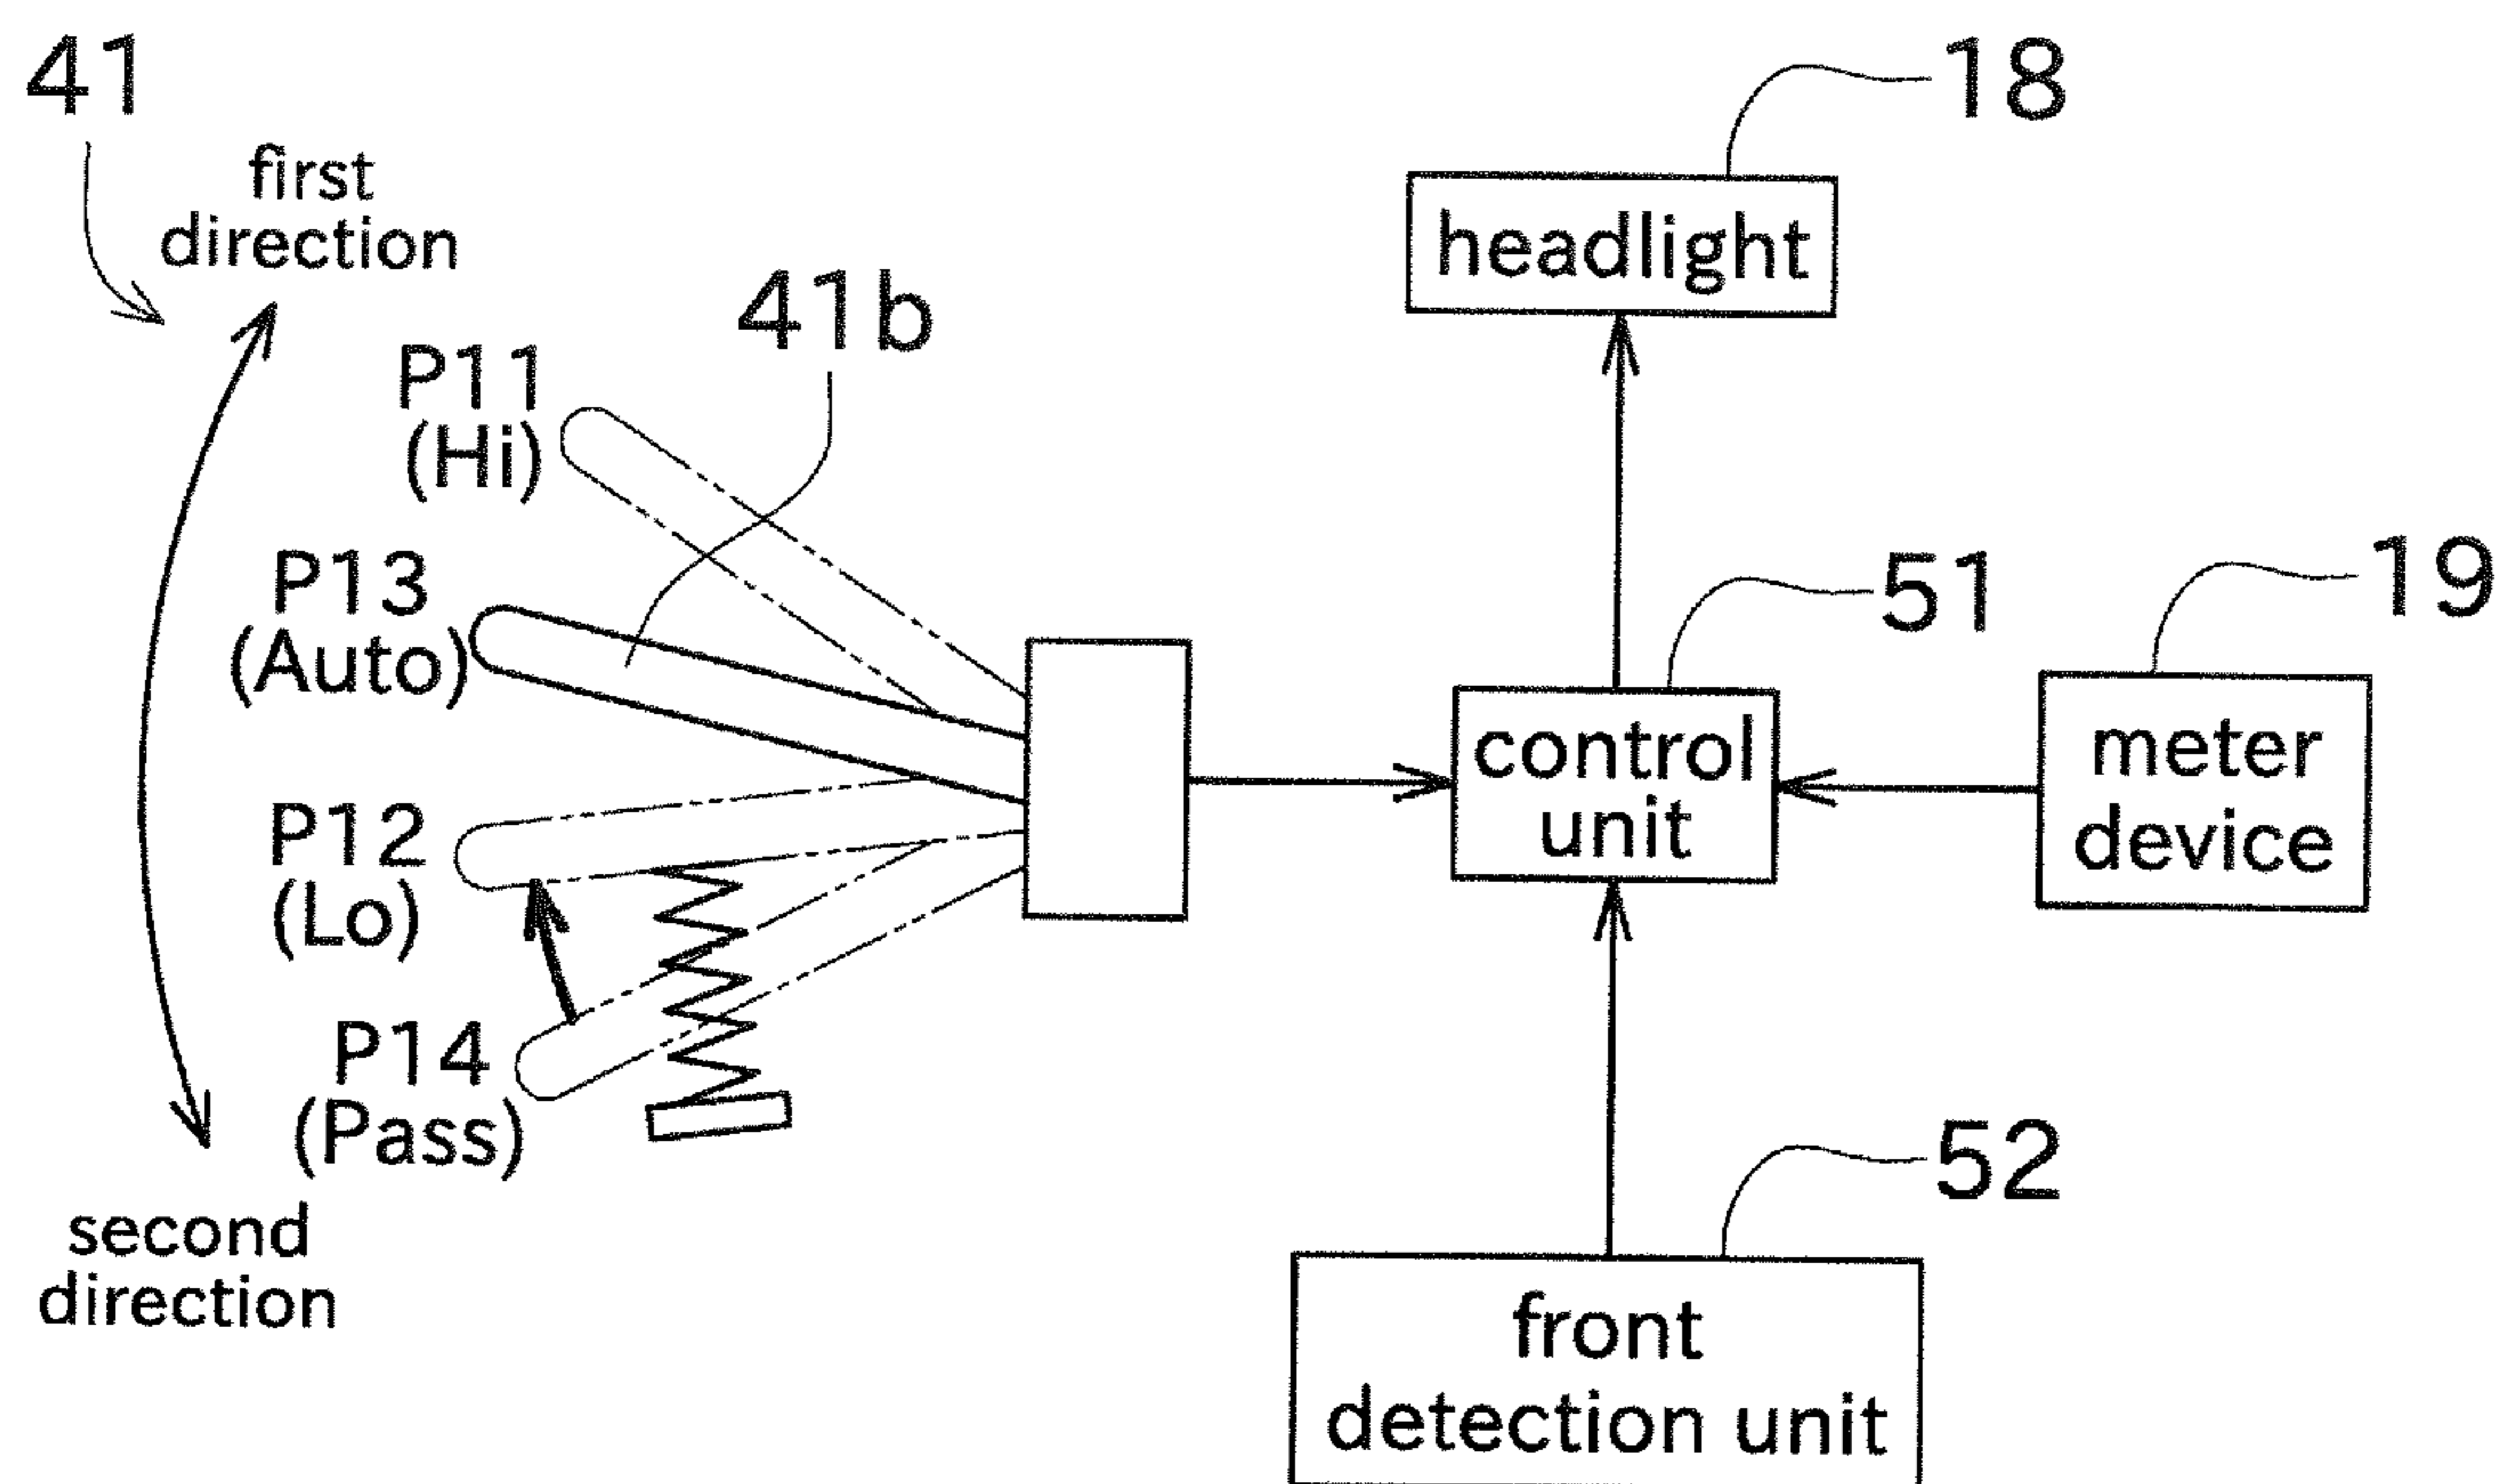 41
first
direction
18
headlight
41b
P11
(Hi)
P13
(Auto)
51
19
control
unit
meter
device
P12
(Lo)
P14
(Pass)
second
direction
52
front
detection unit